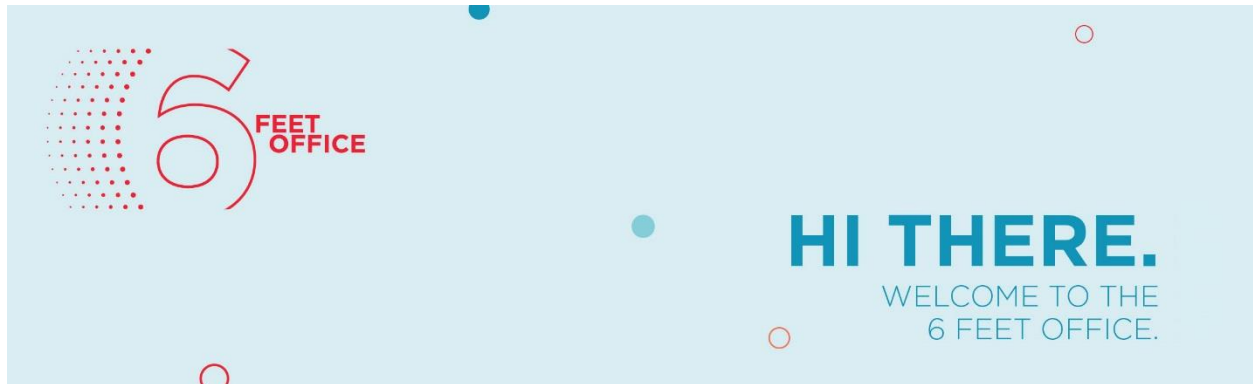 6
FEET
OFFICE
HI THERE.
WELCOME TO THE
6 FEET OFFICE.